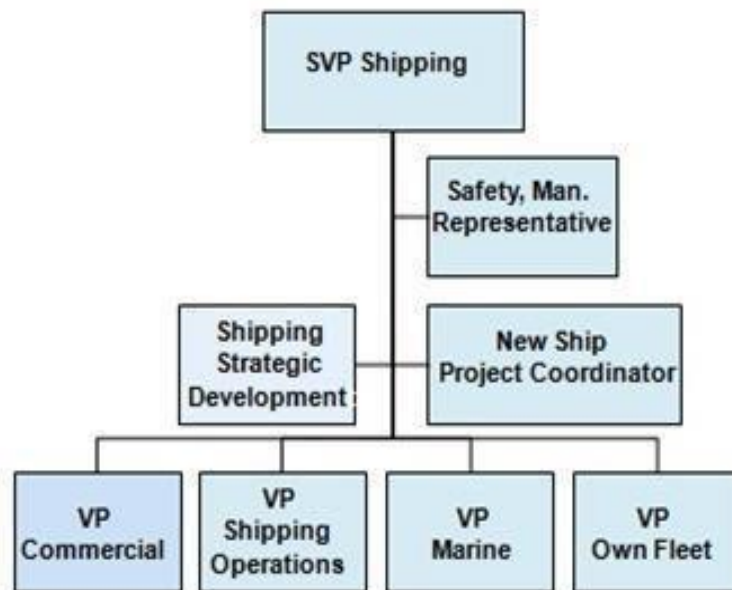 SVP Shipping
Safety, Man.
Representative
Shipping
Strategic
Development
New Ship
Project Coordinator
VP
Commercial
VP
Shipping
Operations
VP
Marine
VP
Own Fleet